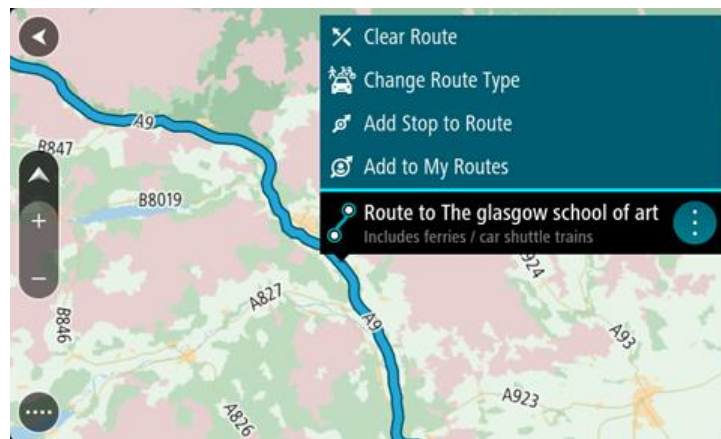 Clear Route
Change Route Type
Add Stop to Route
Add to My Routes
Route to The glasgow school of art
Includes ferries / car shuttle trains
A9
B847
B8019
A827
B846
A9
A924
A93
A923
A826